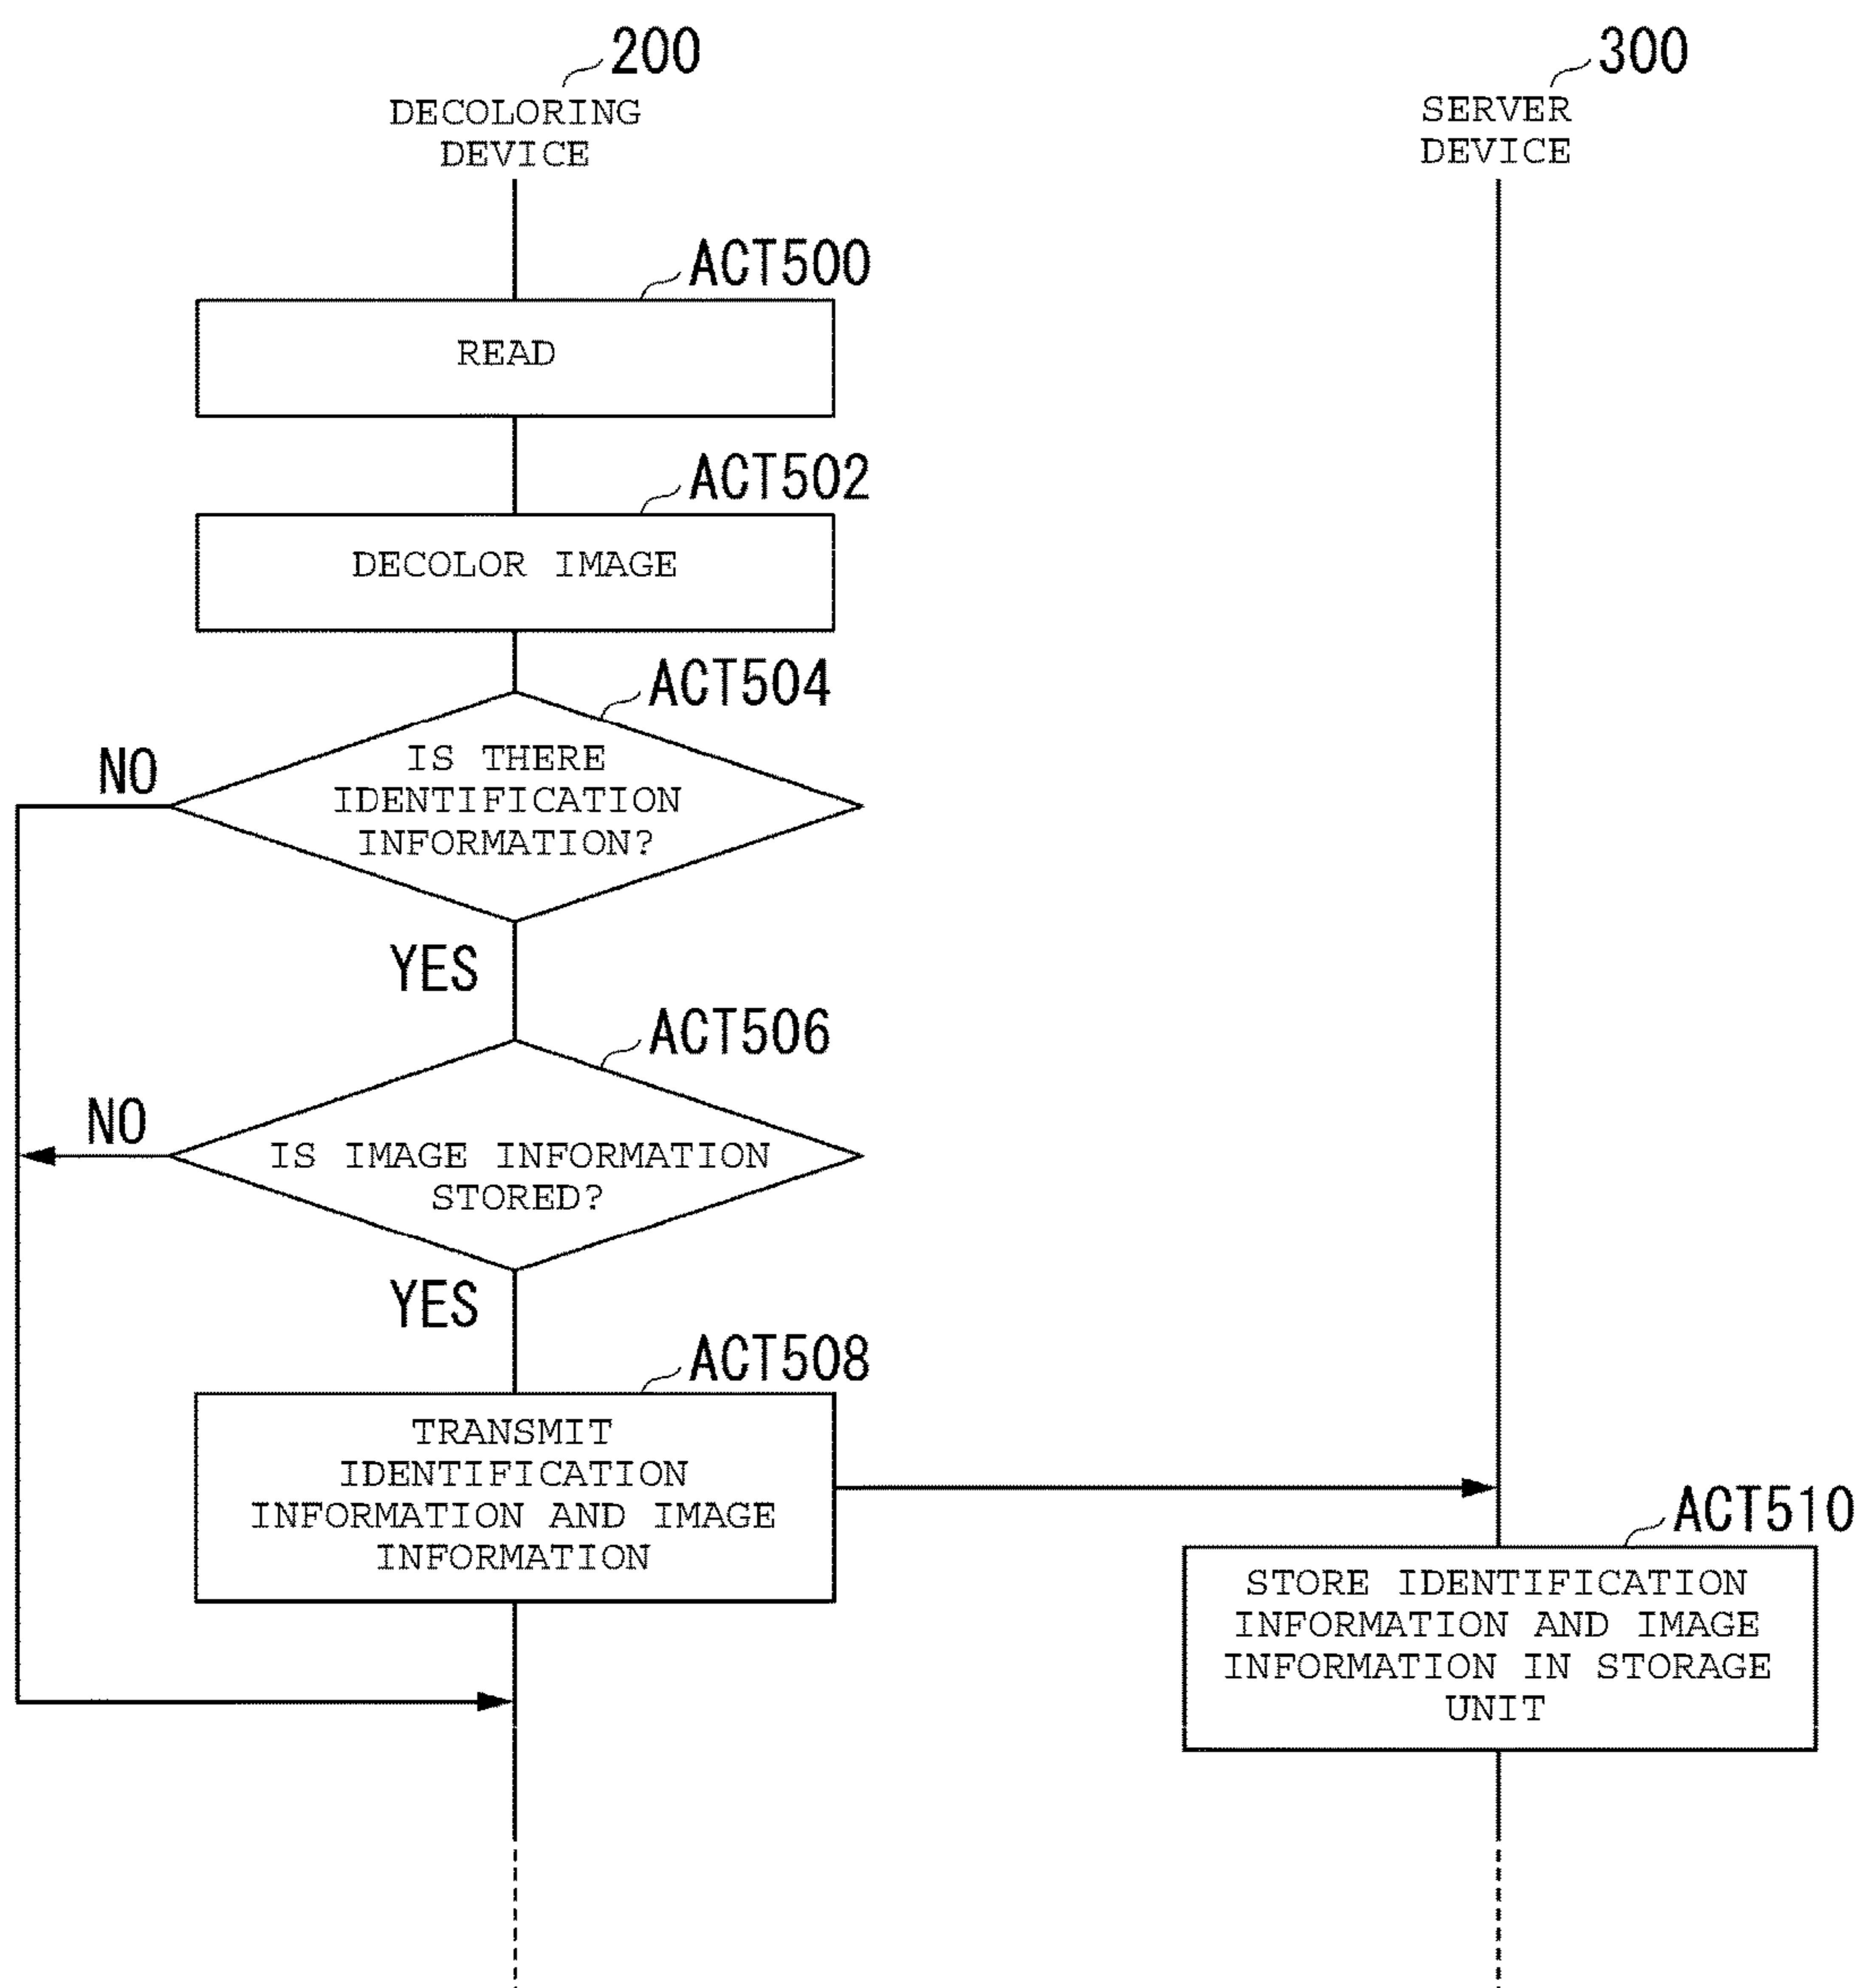 200
DECOLORING
DEVICE
300
SERVER
DEVICE
ACT500
READ
ACT502
DECOLOR IMAGE
ACT504
IS THERE
IDENTIFICATION
INFORMATION?
NO
YES
ACT506
IS IMAGE INFORMATION
STORED?
NO
YES
ACT508
TRANSMIT
IDENTIFICATION
INFORMATION AND IMAGE
INFORMATION
ACT510
STORE IDENTIFICATION
INFORMATION AND IMAGE
INFORMATION IN STORAGE
UNIT